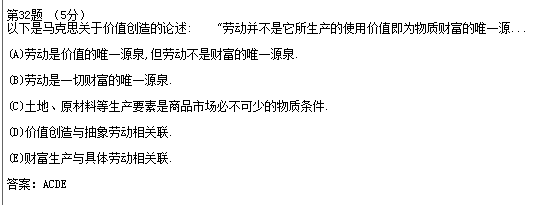 第32题 （5分）
以下是马克思关于价值创造的论述: "劳动并不是它所生产的使用价值即为物质财富的唯一源...
(A)劳动是价值的唯一源泉,但劳动不是财富的唯一源泉.
(B)劳动是一切财富的唯一源泉.
(C)土地、原材料等生产要素是商品市场必不可少的物质条件.
(D)价值创造与抽象劳动相关联.
(E)财富生产与具体劳动相关联.
答案: ACDE